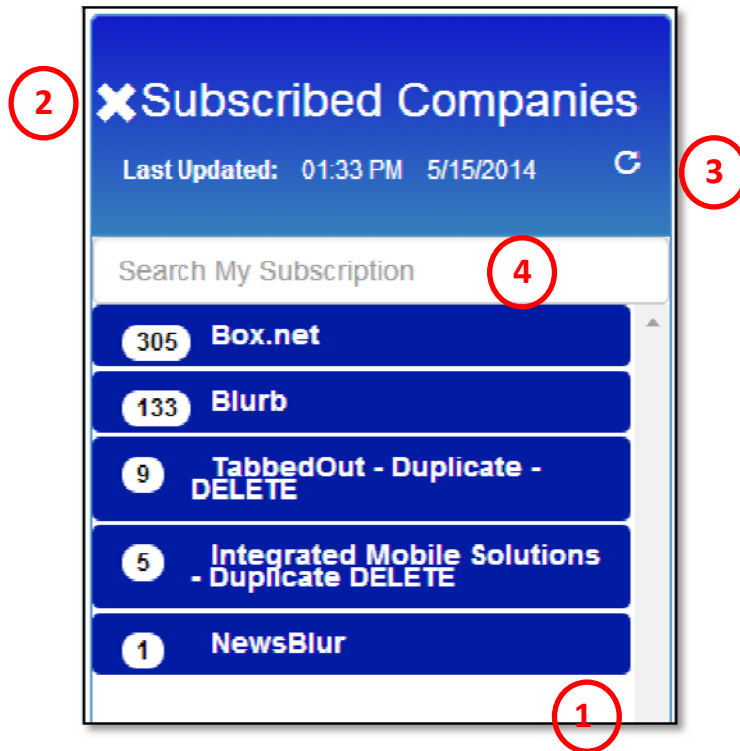 2
Subscribed Companies
Last Updated: 01:33 PM 5/15/2014
3
Search My Subscription
4
305 Box.net
133 Blurb
9 TabbedOut - Duplicate -
DELETE
5 Integrated Mobile Solutions
- Duplicate DELETE
1 NewsBlur
1